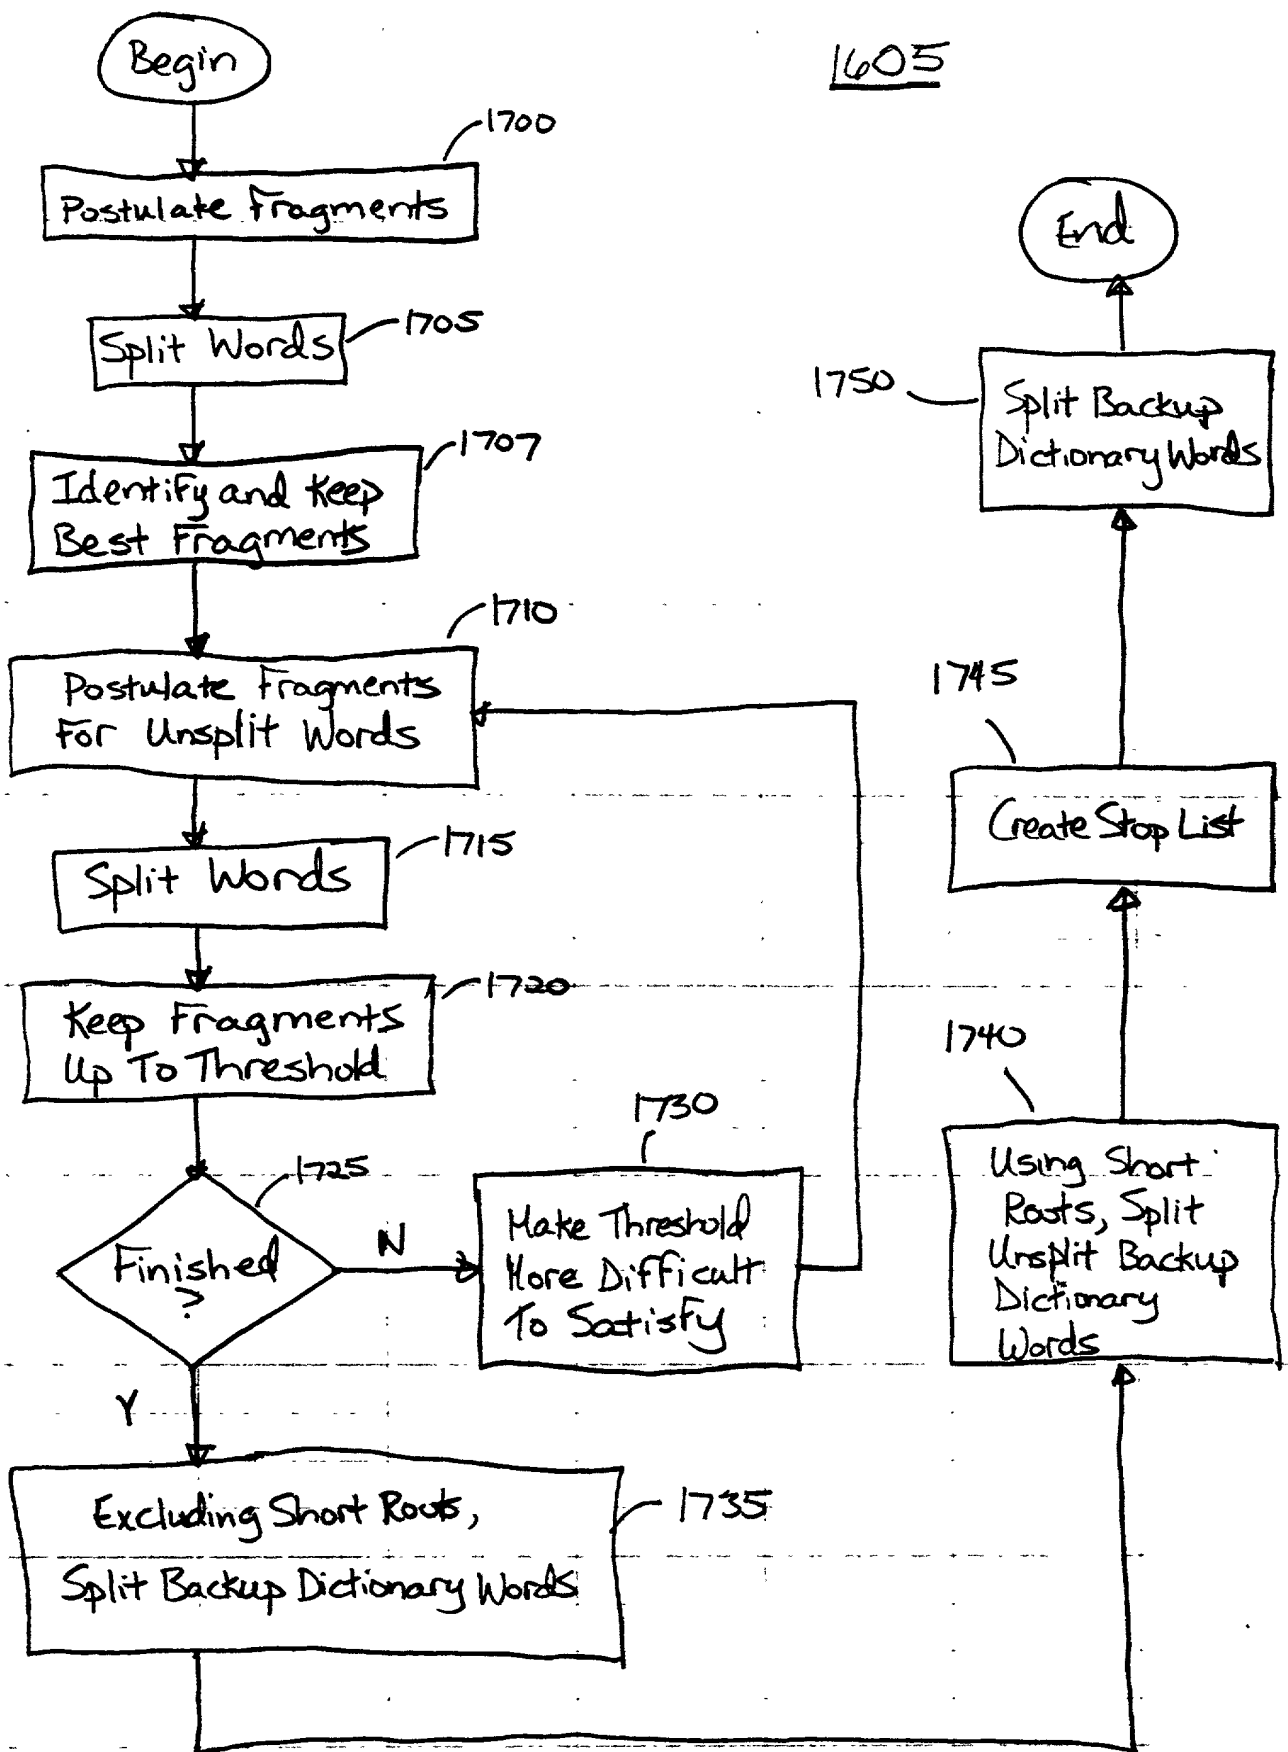 Begin
1605
1700
Postulate Fragments
1705
Split Words
1707
Identify and Keep
Best Fragments
1710
Postulate Fragments
For Unsplit Words
1715
Split Words
1720
Keep Fragments
Up To Threshold
1725
Finished
?
N
Y
1730
Make Threshold
More Difficult
To Satisfy
1735
Excluding Short Roots,
Split Backup Dictionary Words
1740
Using Short
Roots, Split
Unsplit Backup
Dictionary
Words
1745
Create Stop List
1750
Split Backup
Dictionary Words
End